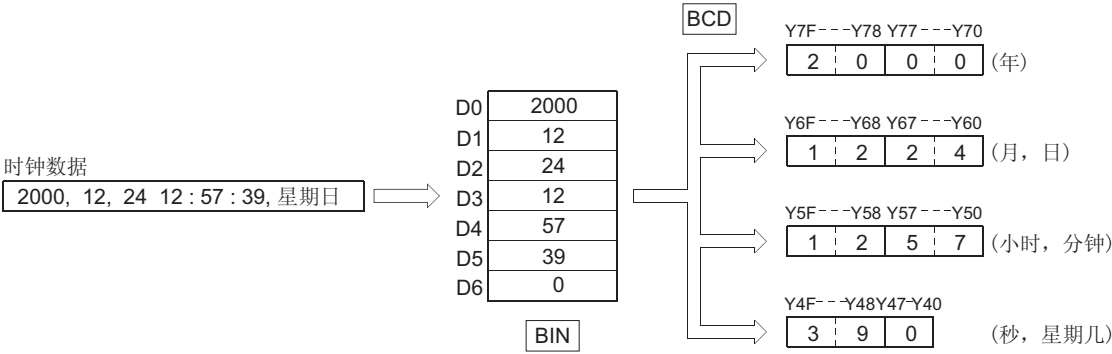 时钟数据
2000, 12, 24 12 : 57 : 39, 星期日
D0 2000
D1 12
D2 24
D3 12
D4 57
D5 39
D6 0
BIN
BCD
Y7F---Y78 Y77---Y70
2 0 0 0 (年)
Y6F---Y68 Y67---Y60
1 2 2 4 (月，日)
Y5F---Y58 Y57---Y50
1 2 5 7 (小时，分钟)
Y4F---Y48Y47-Y40
3 9 0 (秒，星期几)